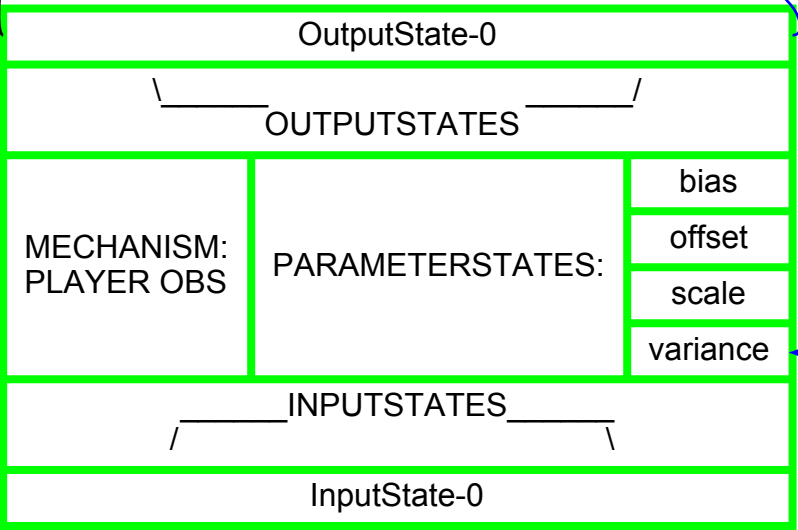 OutputState-0
\______ ______/
OUTPUTSTATES
MECHANISM:
PLAYER OBS
PARAMETERSTATES:
bias
offset
scale
variance
______INPUTSTATES______
/ \
InputState-0